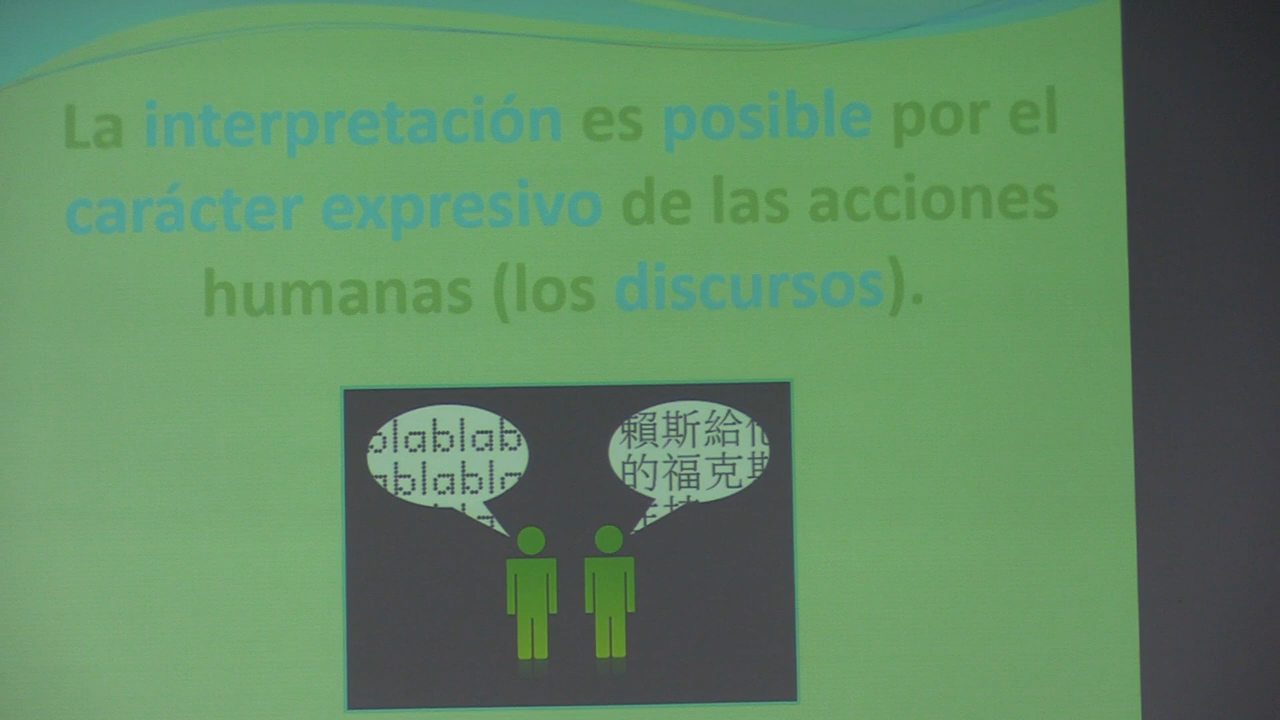 La interpretación es posible por el
carácter expresivo de las acciones
humanas (los discursos).
blablab
ablabla
賴斯給他
的福克斯